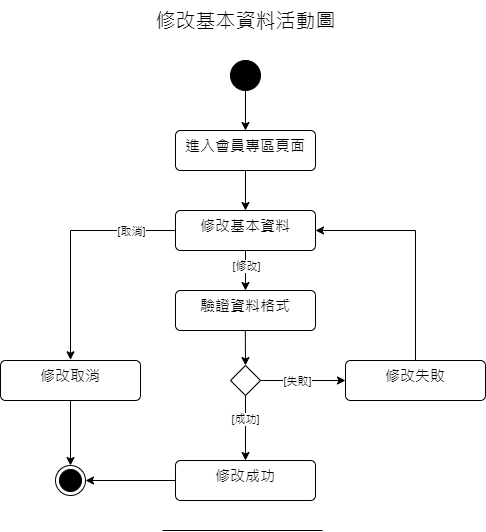 修改基本資料活動圖
進入會員專區頁面
修改基本資料
[取消]
[修改]
驗證資料格式
修改取消
[失敗]
修改失敗
[成功]
修改成功